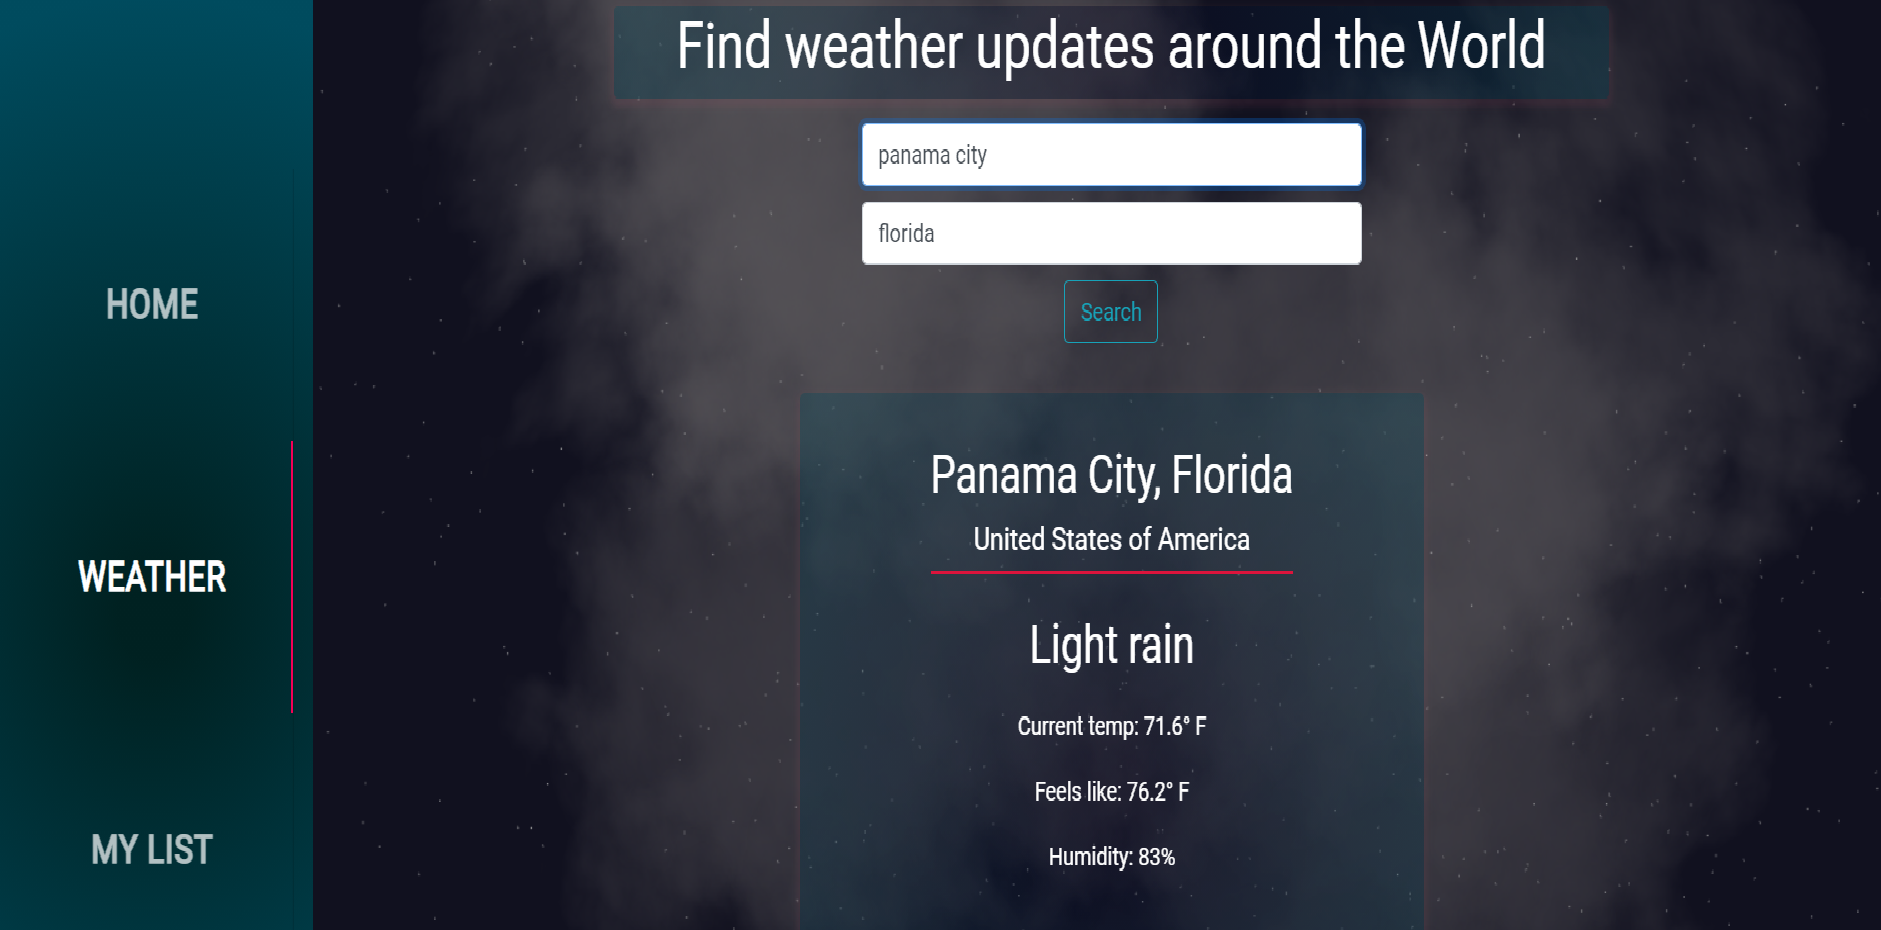 HOME
WEATHER
MY LIST
Find weather updates around the World
panama city
florida
Search
Panama City, Florida
United States of America
Light rain
Current temp: 71.6° F
Feels like: 76.2° F
Humidity: 83%